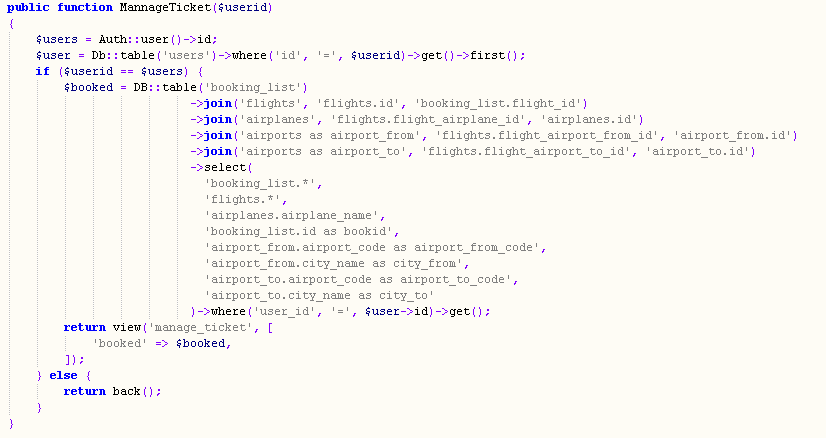 public function MannageTicket($userid)
{
$users = Auth::user()->id;
$user = Db::table('users')->where('id', '=', $userid)->get()->first();
if ($userid == $users) {
$booked = DB::table('booking_list')
->join('flights', 'flights.id', 'booking_list.flight_id')
->join('airplanes', 'flights.flight_airplane_id', 'airplanes.id')
->join('airports as airport_from', 'flights.flight_airport_from_id', 'airport_from.id')
->join('airports as airport_to', 'flights.flight_airport_to_id', 'airport_to.id')
->select(
'booking_list.*',
'flights.*',
'airplanes.airplane_name',
'booking_list.id as bookid',
'airport_from.airport_code as airport_from_code',
'airport_from.city_name as city_from',
'airport_to.airport_code as airport_to_code',
'airport_to.city_name as city_to'
)->where('user_id', '=', $user->id)->get();
return view('manage_ticket', [
'booked' => $booked,
]);
} else {
return back();
}
}